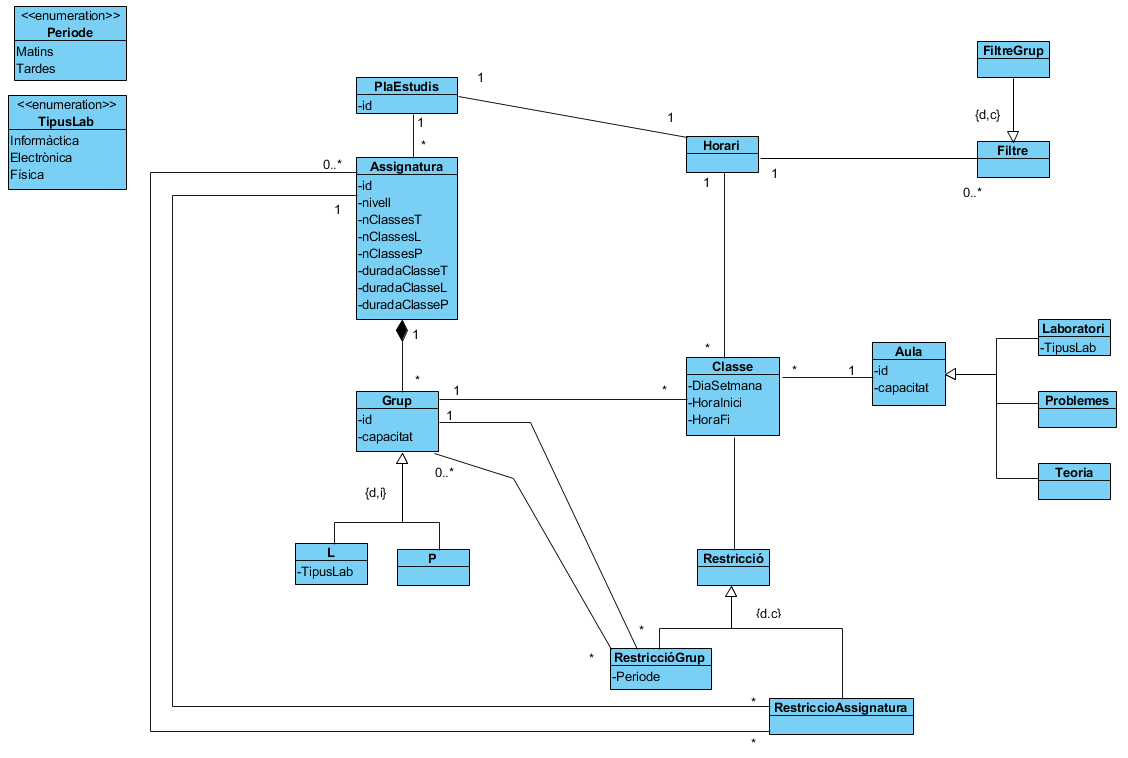 <<enumeration>>
Periode
Matins
Tardes
<<enumeration>>
TipusLab
Informàctica
Electrònica
Física
PlaEstudis
-id
1
1
1
*
Horari
1
1
0..*
FiltreGrup
{d,c}
Filtre
0..*
1
Assignatura
-id
-nivell
-nClassesT
-nClassesL
-nClassesP
-duradaClasseT
-duradaClasseL
-duradaClasseP
1
*
*
Classe
-DiaSetmana
-HoraInici
-HoraFi
*
1
Aula
-id
-capacitat
Laboratori
-TipusLab
Problemes
Teoria
Grup
-id
-capacitat
1
*
1
0..*
{d,i}
L
-TipusLab
P
Restricció
{d.c}
*
*
RestriccióGrup
-Periode
*
RestriccioAssignatura
*